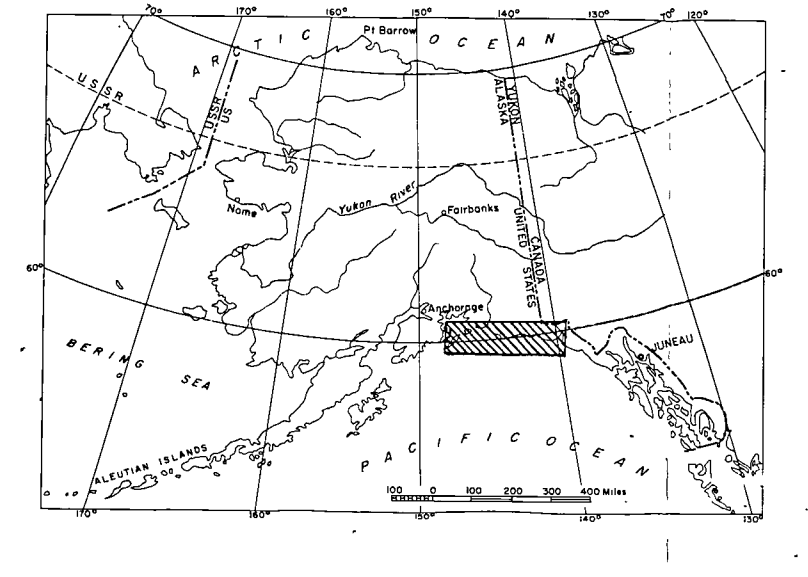 70° 170° 160° 150° 140° 130° 70° 120°
ARCTIC OCEAN
Pt Barrow
USSR
USSR
US
YUKON
ALASKA
Nome
Yukon River
Fairbanks
CANADA
UNITED STATES
60° 60°
Anchorage
JUNEAU
BERING SEA
PACIFIC OCEAN
ALEUTIAN ISLANDS
100 0 100 200 300 400 Miles
170° 160° 150° 140° 130°